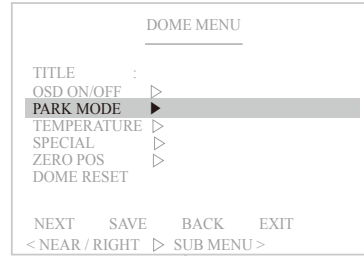 DOME MENU
TITLE :
OSD ON/OFF ▷
PARK MODE ▶
TEMPERATURE ▷
SPECIAL ▷
ZERO POS ▷
DOME RESET
NEXT SAVE BACK EXIT
< NEAR / RIGHT ▷ SUB MENU >